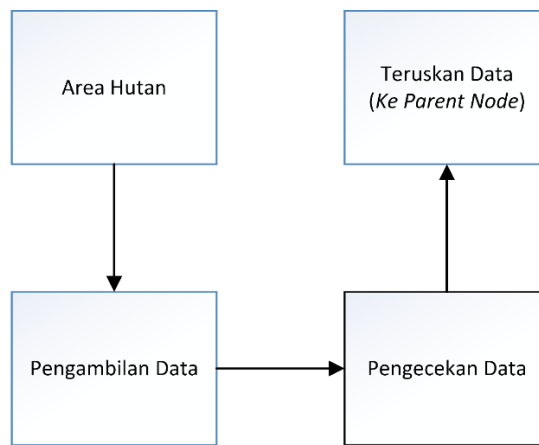 Area Hutan
Teruskan Data
(Ke Parent Node)
Pengambilan Data
Pengecekan Data